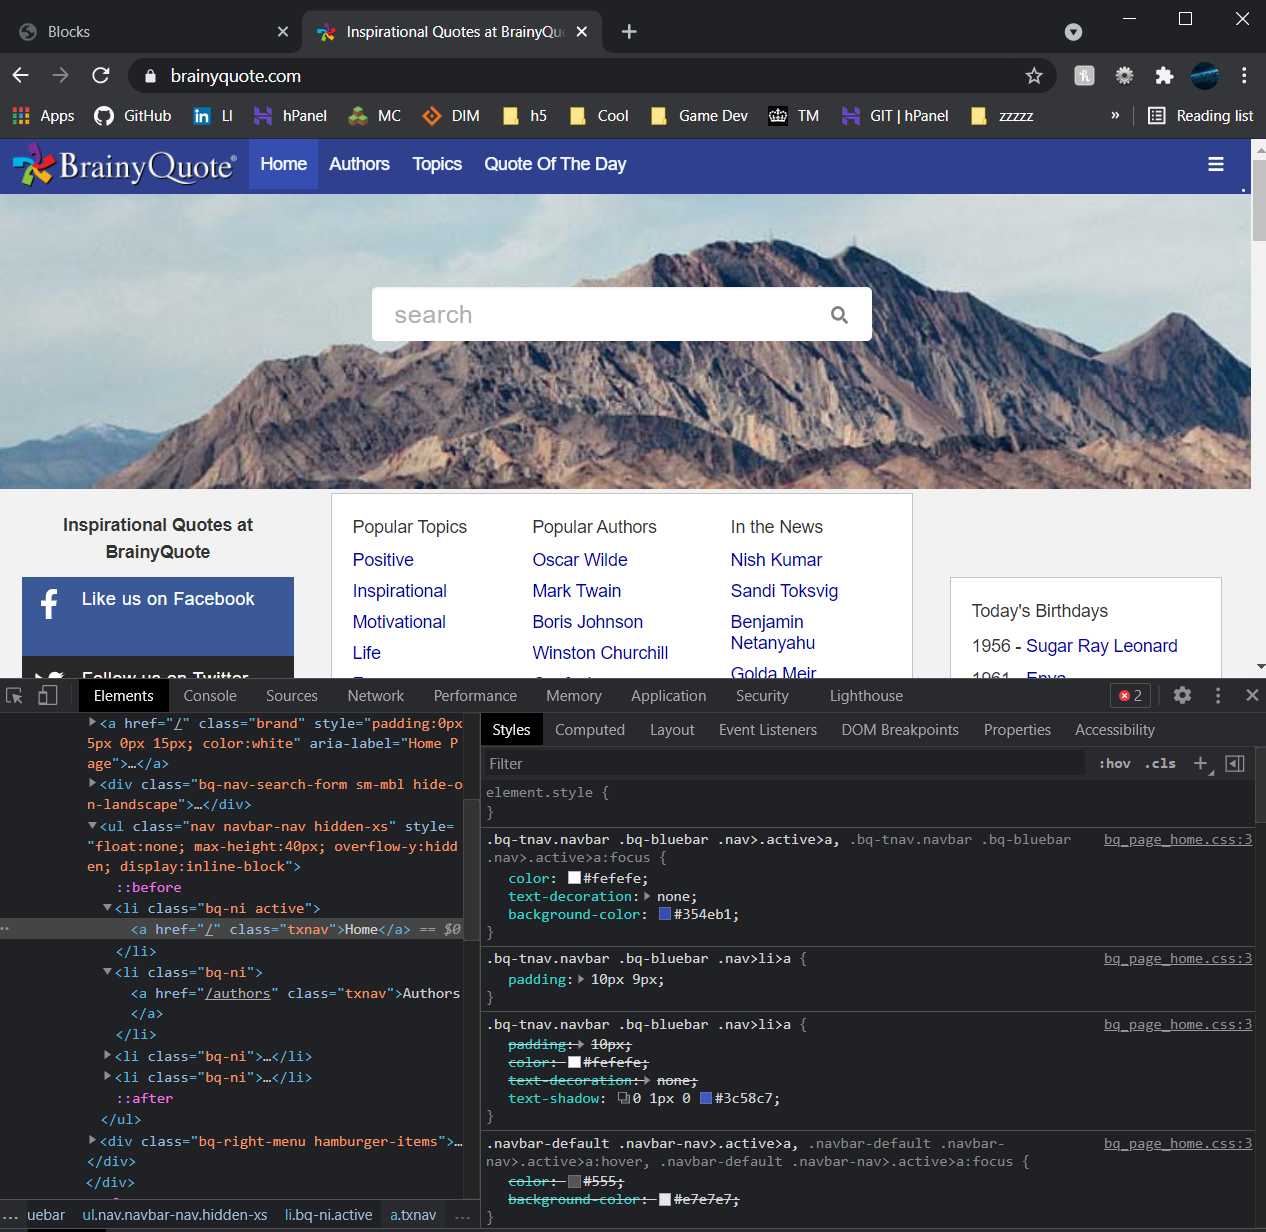 Blocks
Inspirational Quotes at BrainyQu
brainyquote.com
Apps GitHub LI hPanel MC DIM h5 Cool Game Dev TM GIT | hPanel zzzzz » Reading list
BrainyQuote® Home Authors Topics Quote Of The Day
search
Inspirational Quotes at
BrainyQuote
Like us on Facebook
Follow us on Twitter
Popular Topics
Positive
Inspirational
Motivational
Life
Popular Authors
Oscar Wilde
Mark Twain
Boris Johnson
Winston Churchill
In the News
Nish Kumar
Sandi Toksvig
Benjamin
Netanyahu
Golda Meir
Today's Birthdays
1956 - Sugar Ray Leonard
1961 - Enya
Elements Console Sources Network Performance Memory Application Security Lighthouse 2
<a href="/" class="brand" style="padding:0px
5px 0px 15px; color:white" aria-label="Home P
age">…</a>
<div class="bq-nav-search-form sm-mbl hide-o
n-landscape">…</div>
<ul class="nav navbar-nav hidden-xs" style=
"float:none; max-height:40px; overflow-y:hidd
en; display:inline-block">
::before
<li class="bq-ni active">
<a href="/" class="txnav">Home</a> == $0
</li>
<li class="bq-ni">
<a href="/authors" class="txnav">Authors
</a>
</li>
<li class="bq-ni">…</li>
<li class="bq-ni">…</li>
::after
</ul>
<div class="bq-right-menu hamburger-items">…
</div>
</div>
... uebar ul.nav.navbar-nav.hidden-xs li.bq-ni.active a.txnav ...
Styles Computed Layout Event Listeners DOM Breakpoints Properties Accessibility
Filter :hov .cls +
element.style {
}
.bq-tnav.navbar .bq-bluebar .nav>.active>a, .bq-tnav.navbar .bq-bluebar bq_page_home.css:3
.nav>.active>a:focus {
color: #fefefe;
text-decoration: none;
background-color: #354eb1;
}
.bq-tnav.navbar .bq-bluebar .nav>li>a { bq_page_home.css:3
padding: 10px 9px;
}
.bq-tnav.navbar .bq-bluebar .nav>li>a { bq_page_home.css:3
padding: 10px;
color: #fefefe;
text-decoration: none;
text-shadow: 0 1px 0 #3c58c7;
}
.navbar-default .navbar-nav>.active>a, .navbar-default .navbar- bq_page_home.css:3
nav>.active>a:hover, .navbar-default .navbar-nav>.active>a:focus {
color: #555;
background-color: #e7e7e7;
}